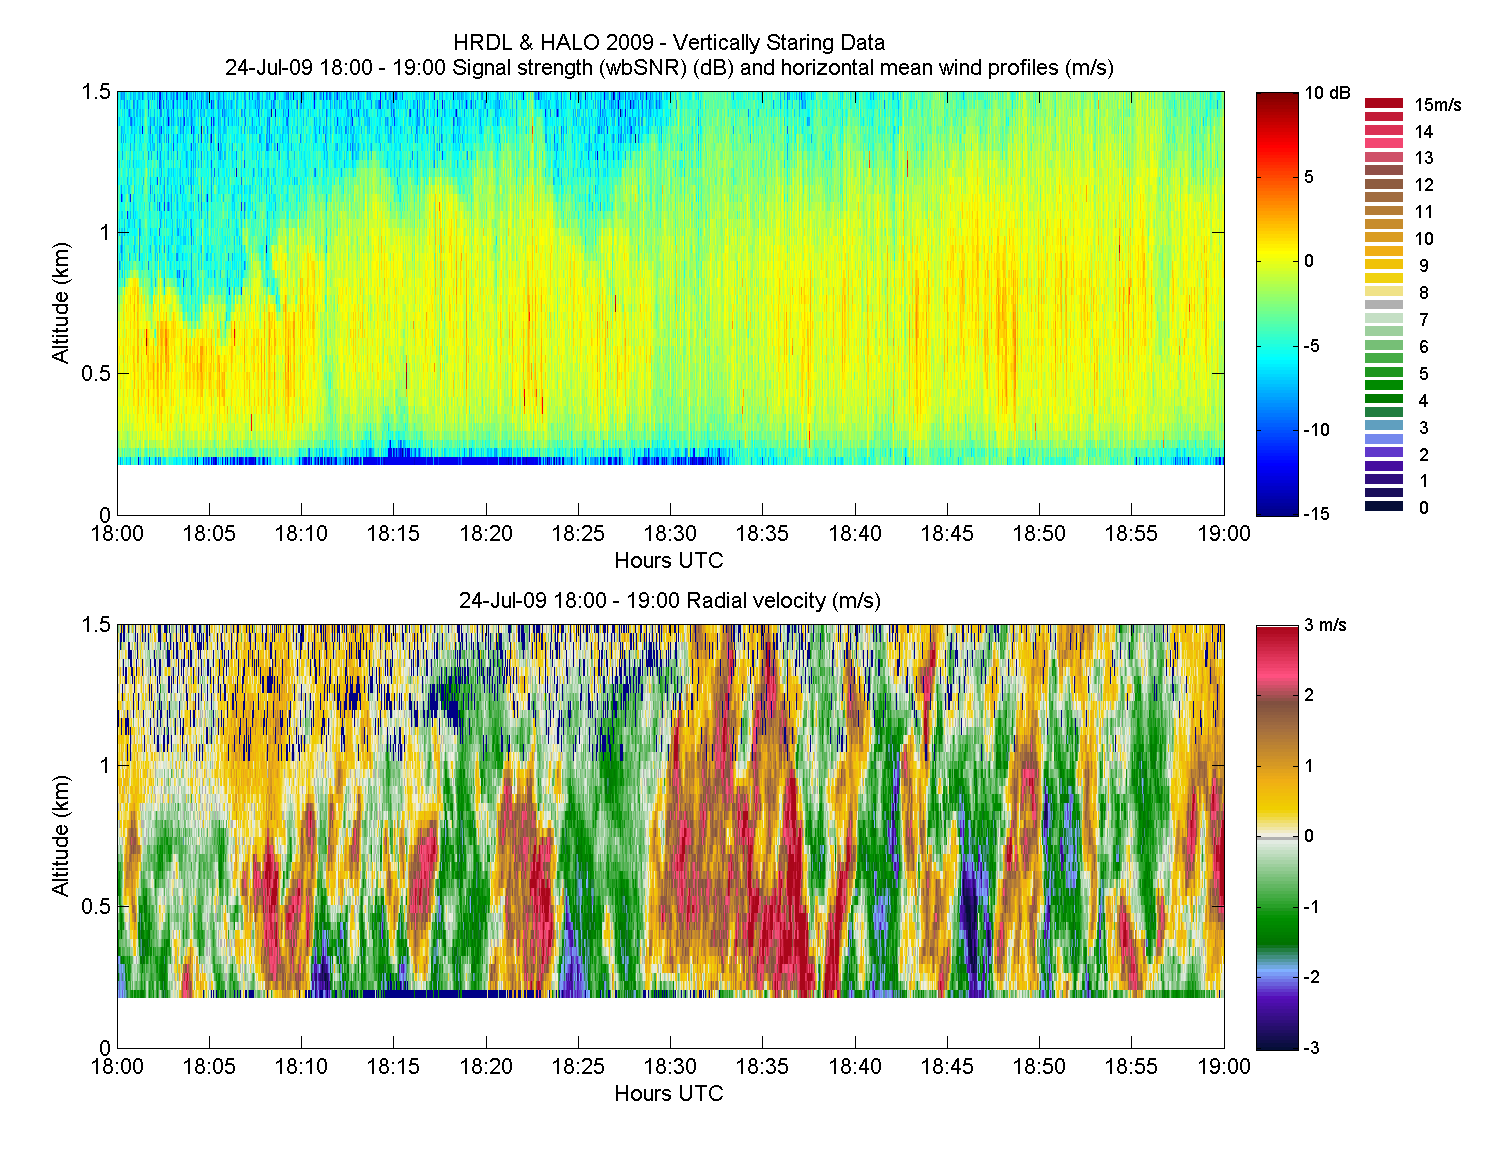 HRDL & HALO 2009 - Vertically Staring Data
24-Jul-09 18:00 - 19:00 Signal strength (wbSNR) (dB) and horizontal mean wind profiles (m/s)
1.5
1
0.5
0
Altitude (km)
18:00 18:05 18:10 18:15 18:20 18:25 18:30 18:35 18:40 18:45 18:50 18:55 19:00
Hours UTC
10 dB
5
0
-5
-10
-15
15m/s
14
13
12
11
10
9
8
7
6
5
4
3
2
1
0
24-Jul-09 18:00 - 19:00 Radial velocity (m/s)
1.5
1
0.5
0
Altitude (km)
18:00 18:05 18:10 18:15 18:20 18:25 18:30 18:35 18:40 18:45 18:50 18:55 19:00
Hours UTC
3 m/s
2
1
0
-1
-2
-3